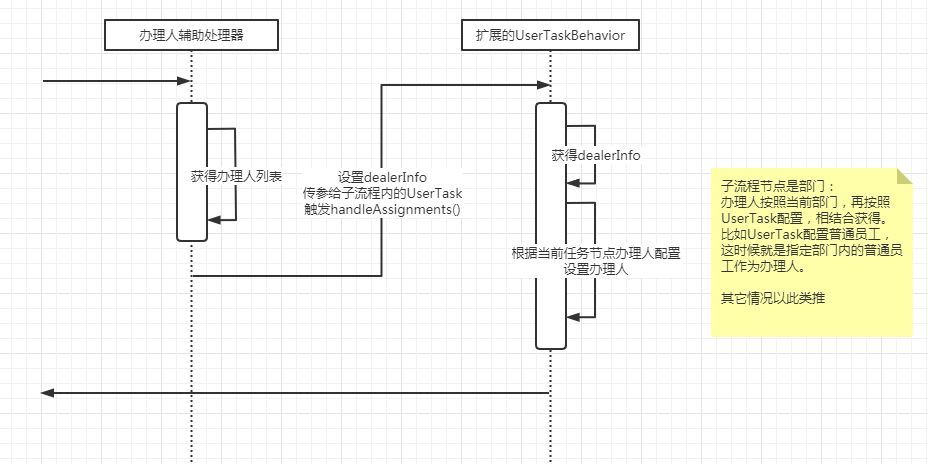 办理人辅助处理器
扩展的UserTaskBehavior
获得办理人列表
设置dealerInfo
传参给子流程内的UserTask
触发handleAssignments()
获得dealerInfo
根据当前任务节点办理人配置
设置办理人
子流程节点是部门：
办理人按照当前部门，再按照
UserTask配置，相结合获得。
比如UserTask配置普通员工，
这时候就是指定部门内的普通员
工作为办理人。
其它情况以此类推